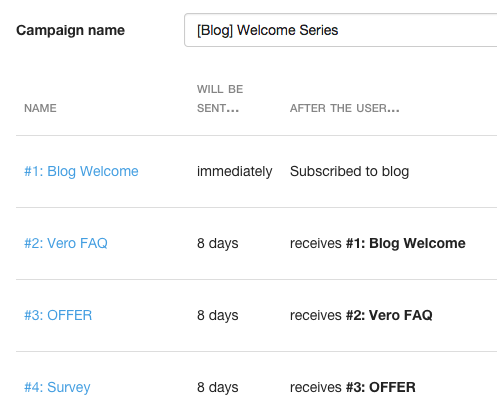 Campaign name [Blog] Welcome Series
WILL BE
NAME SENT... AFTER THE USER...
#1: Blog Welcome immediately Subscribed to blog
#2: Vero FAQ 8 days receives #1: Blog Welcome
#3: OFFER 8 days receives #2: Vero FAQ
#4: Survey 8 days receives #3: OFFER